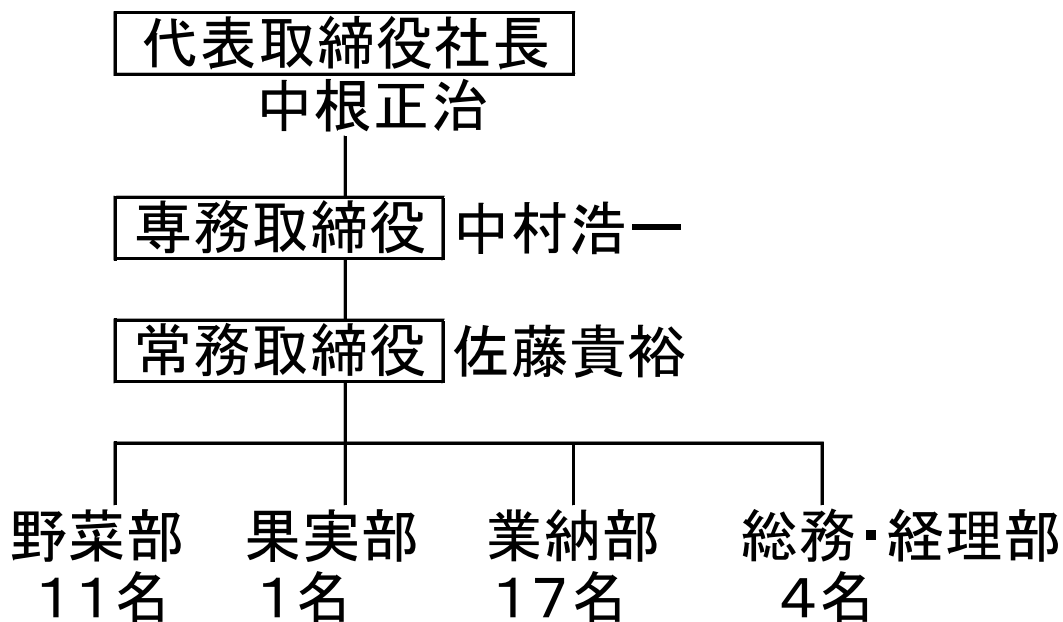 代表取締役社長
中根正治
専務取締役 中村浩一
常務取締役 佐藤貴裕
野菜部 果実部 業納部 総務・経理部
11名 1名 17名 4名